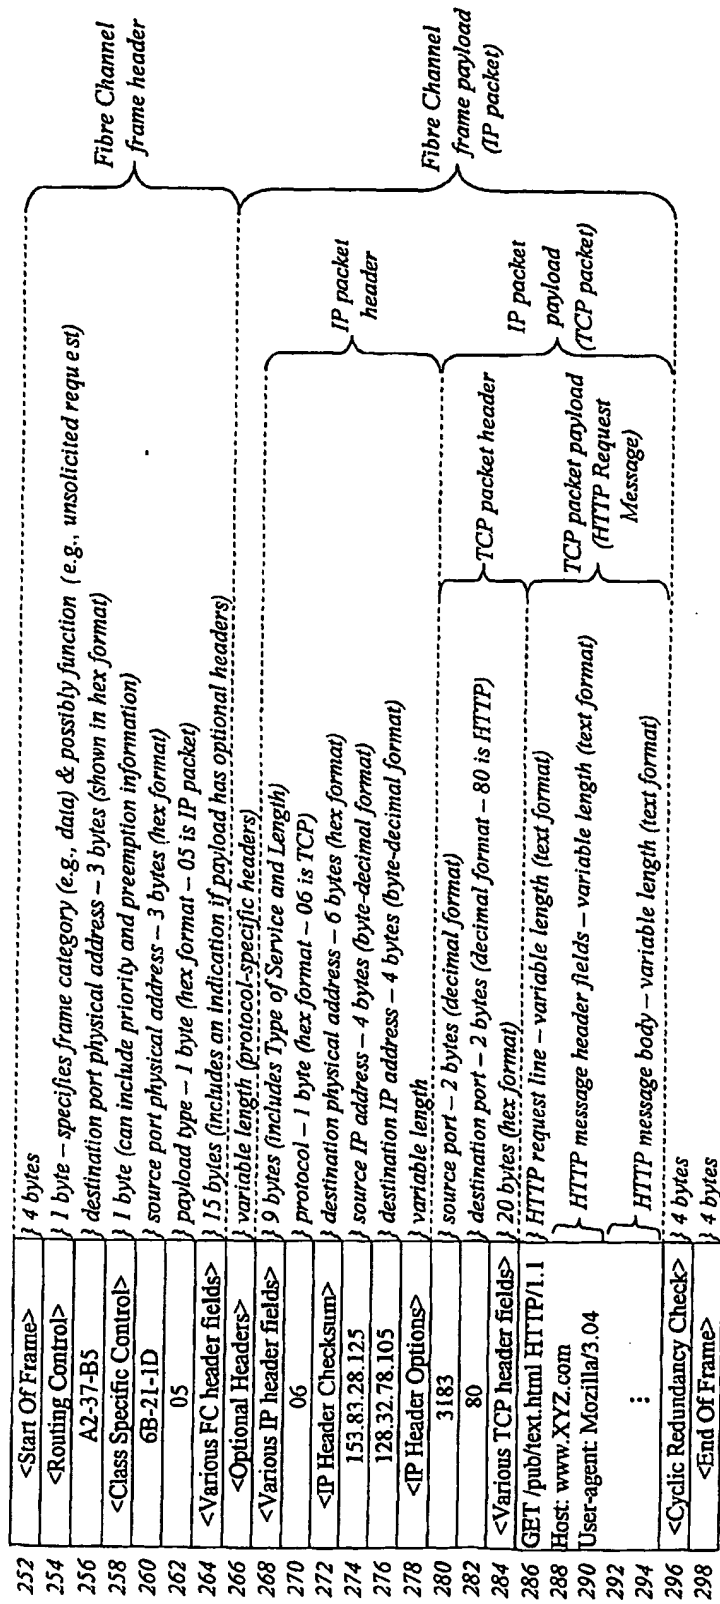 252 <Start Of Frame> } 4 bytes
254 <Routing Control> } 1 byte – specifies frame category (e.g., data) & possibly function (e.g., unsolicited request)
256 A2-37-B5 destination port physical address – 3 bytes (shown in hex format)
258 <Class Specific Control> } 1 byte (can include priority and preemption information)
260 6B-21-1D } source port physical address – 3 bytes (hex format)
262 05 } payload type – 1 byte (hex format – 05 is IP packet)
264 <Various FC header fields> } 15 bytes (includes an indication if payload has optional headers)
266 <Optional Headers> } variable length (protocol-specific headers)
268 <Various IP header fields> } 9 bytes (includes Type of Service and Length)
270 06 } protocol – 1 byte (hex format – 06 is TCP)
272 <IP Header Checksum> } destination physical address – 6 bytes (hex format)
274 153.83.28.125 } source IP address – 4 bytes (byte-decimal format)
276 128.32.78.105 } destination IP address – 4 bytes (byte-decimal format)
278 <IP Header Options> } variable length
280 3183 } source port – 2 bytes (decimal format)
282 80 } destination port – 2 bytes (decimal format – 80 is HTTP)
284 <Various TCP header fields> } 20 bytes (hex format)
286 GET /pub/text.html HTTP/1.1 } HTTP request line – variable length (text format)
288 Host: www.XYZ.com
HTTP message header fields – variable length (text format)
290 User-agent: Mozilla/3.04
292
294 ⋮ HTTP message body – variable length (text format)
296 <Cyclic Redundancy Check> } 4 bytes
298 <End Of Frame> } 4 bytes
TCP packet header
TCP packet payload
(HTTP Request
Message)
IP packet
header
IP packet
payload
(TCP packet)
Fibre Channel
frame header
Fibre Channel
frame payload
(IP packet)